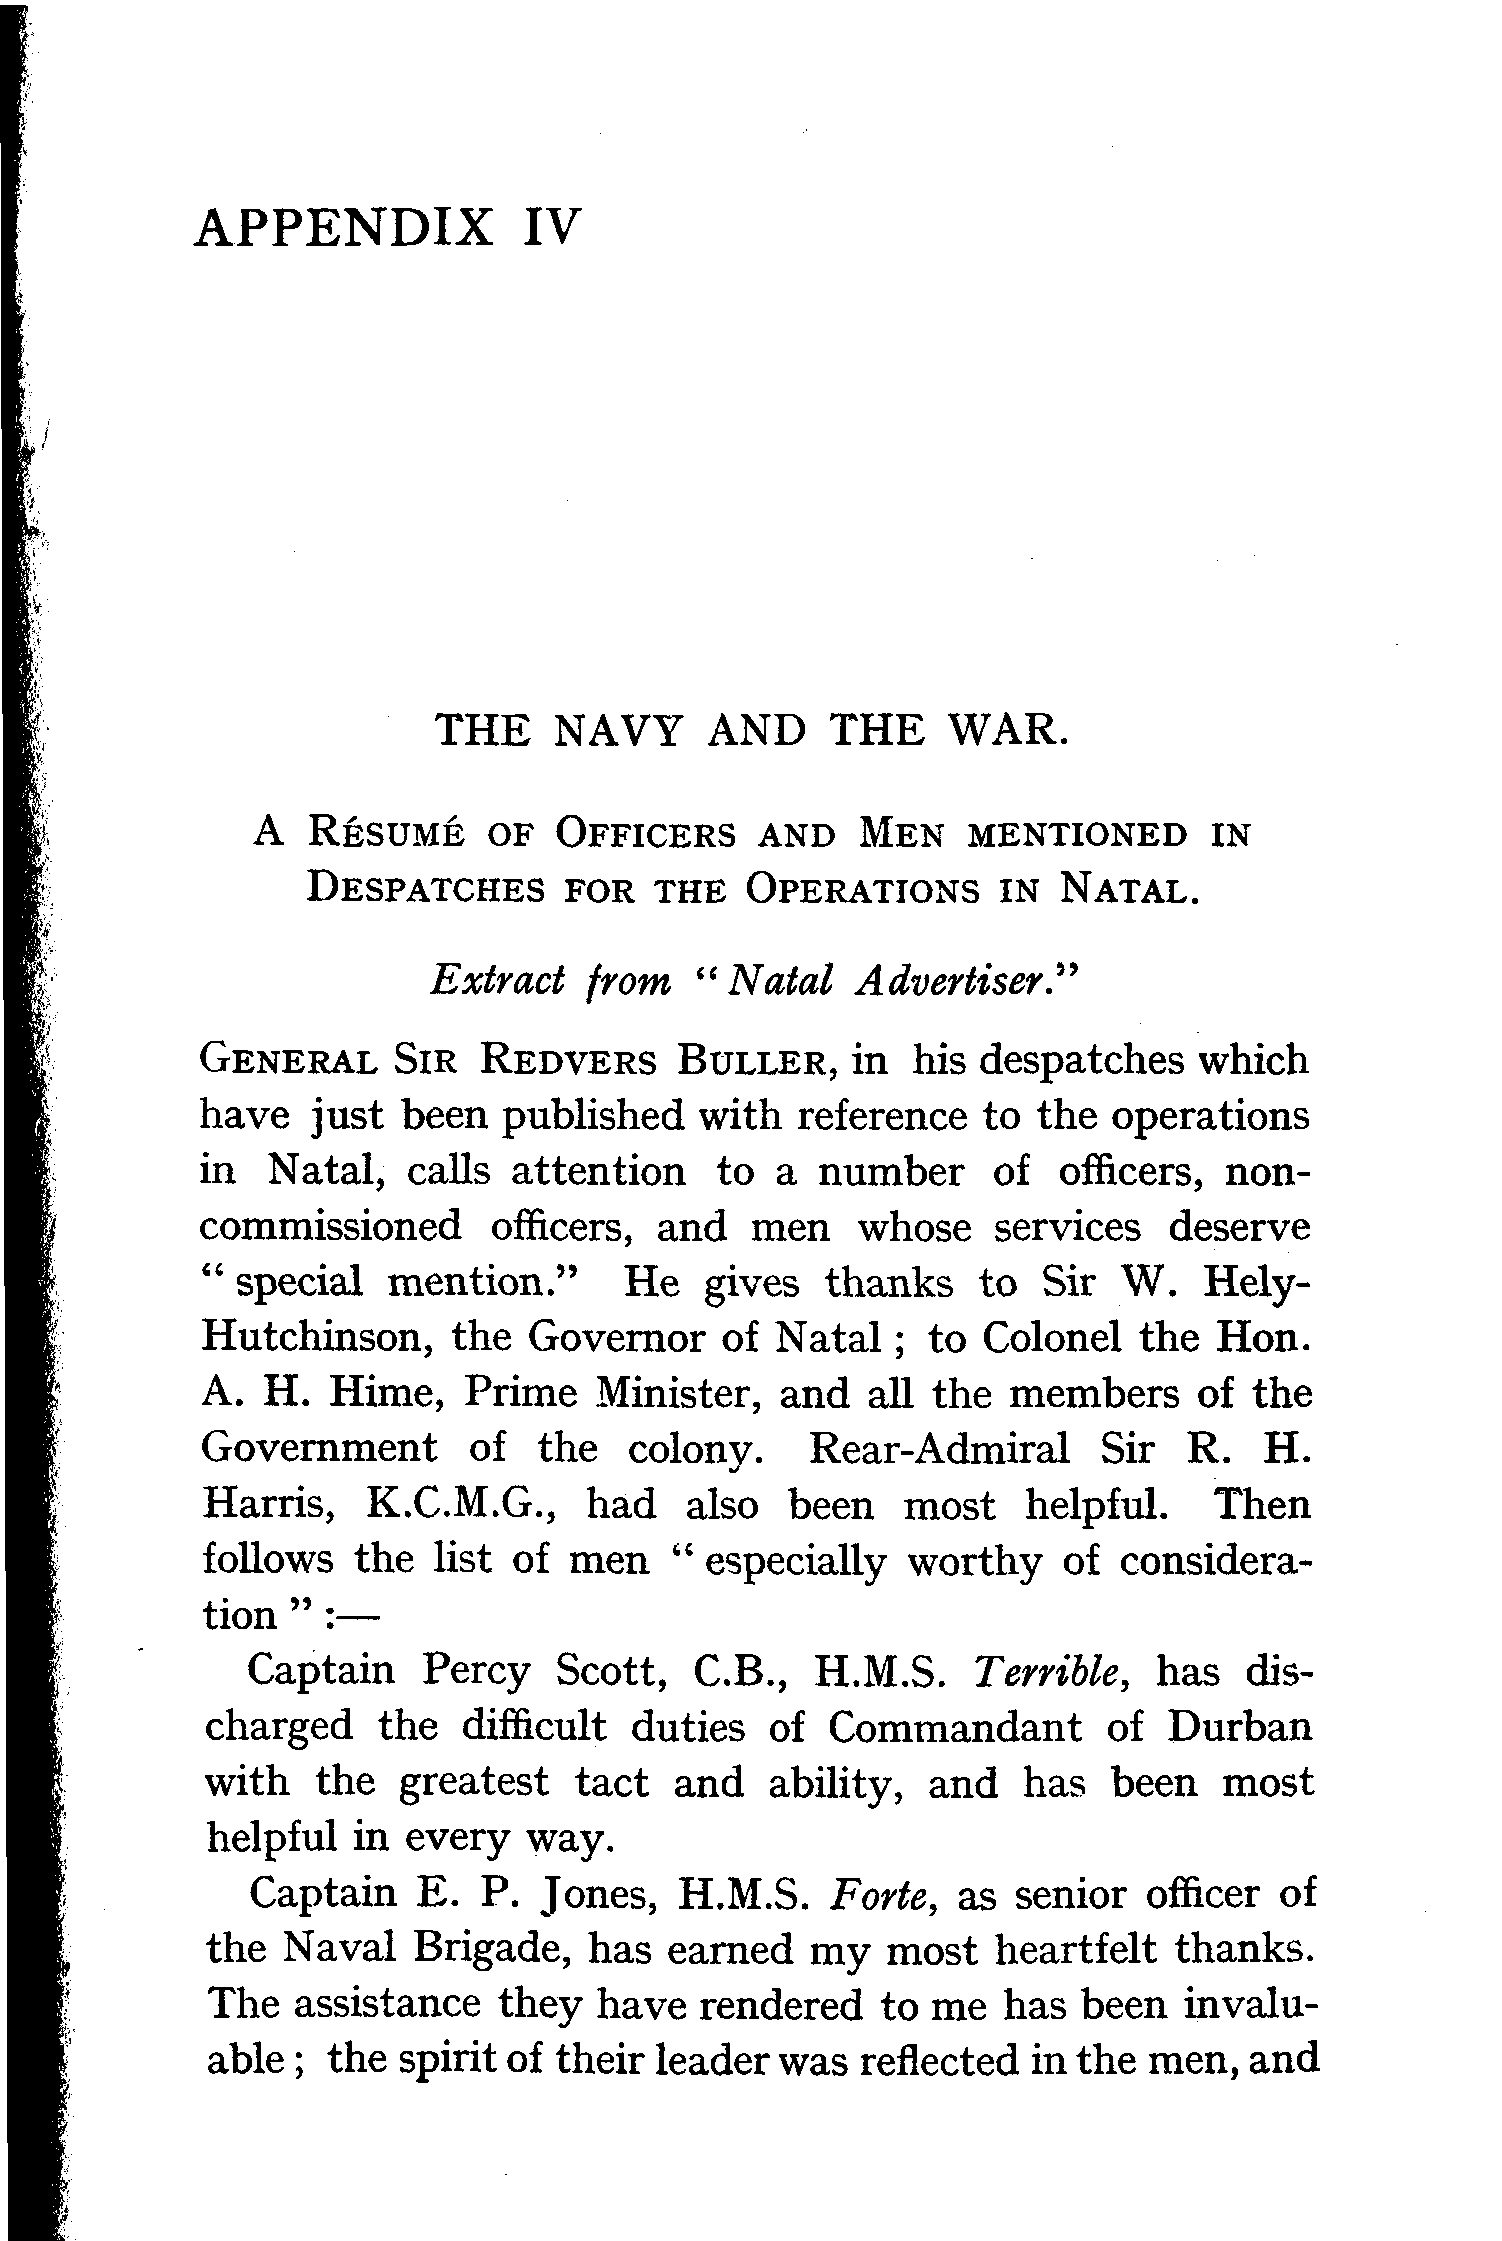 APPENDIX IV
THE NAVY AND THE WAR.
A RÉSUMÉ OF OFFICERS AND MEN MENTIONED IN
DESPATCHES FOR THE OPERATIONS IN NATAL.
Extract from “ Natal Advertiser.”
GENERAL SIR REDVERS BULLER, in his despatches which
have just been published with reference to the operations
in Natal, calls attention to a number of officers, non-
commissioned officers, and men whose services deserve
“ special mention.” He gives thanks to Sir W. Hely-
Hutchinson, the Governor of Natal ; to Colonel the Hon.
A. H. Hime, Prime Minister, and all the members of the
Government of the colony. Rear-Admiral Sir R. H.
Harris, K.C.M.G., had also been most helpful. Then
follows the list of men “ especially worthy of considera-
tion ” :—
Captain Percy Scott, C.B., H.M.S. Terrible, has dis-
charged the difficult duties of Commandant of Durban
with the greatest tact and ability, and has been most
helpful in every way.
Captain E. P. Jones, H.M.S. Forte, as senior officer of
the Naval Brigade, has earned my most heartfelt thanks.
The assistance they have rendered to me has been invalu-
able ; the spirit of their leader was reflected in the men, and